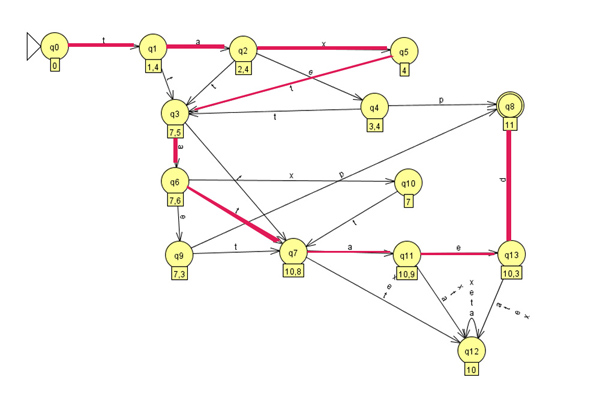 q0
0
t
q1
1,4
a
q2
2,4
x
q5
4
t
t
e
t
q3
7,5
t
q4
3,4
p
q8
11
a
t
q6
7,6
x
p
q10
7
p
e
t
t
q9
7,3
t
q7
10,8
a
q11
10,9
e
q13
10,3
t e x
a t x
x
e
t
a
a t e x
q12
10